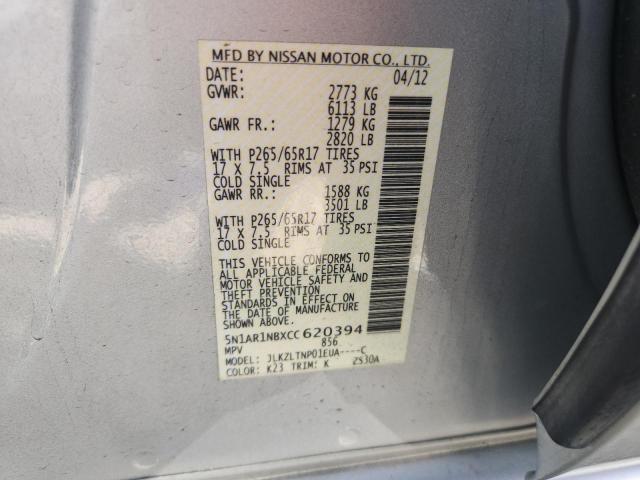 MFD BY NISSAN MOTOR CO., LTD.
DATE: 04/12
GVWR: 2773 KG
6113 LB
GAWR FR.: 1279 KG
2820 LB
WITH P265/65R17 TIRES
17 X 7.5 RIMS AT 35 PSI
COLD SINGLE
GAWR RR.: 1588 KG
3501 LB
WITH P265/65R17 TIRES
17 X 7.5 RIMS AT 35 PSI
COLD SINGLE
THIS VEHICLE CONFORMS TO
ALL APPLICABLE FEDERAL
MOTOR VEHICLE SAFETY AND
THEFT PREVENTION
STANDARDS IN EFFECT ON
THE DATE OF MANUFACTURE
SHOWN ABOVE.
5N1AR1NBXCC620394
MPV 856
MODEL: JLKZLTNP01EUA----C
COLOR: K23 TRIM: K ZS30A